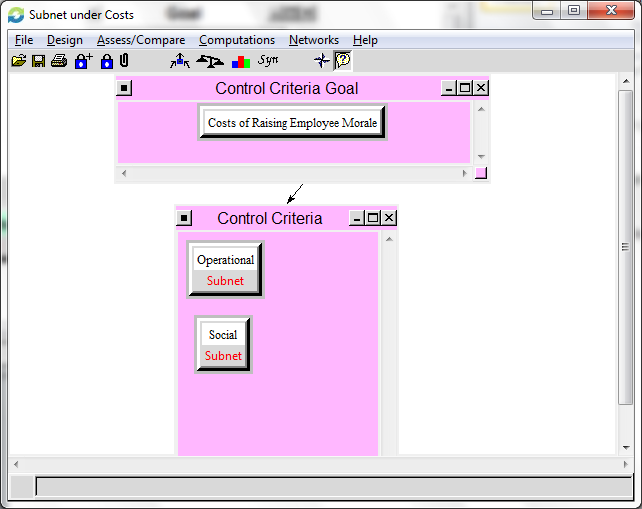 Subnet under Costs
File Design Assess/Compare Computations Networks Help
Syn
Control Criteria Goal
Costs of Raising Employee Morale
Control Criteria
Operational
Subnet
Social
Subnet